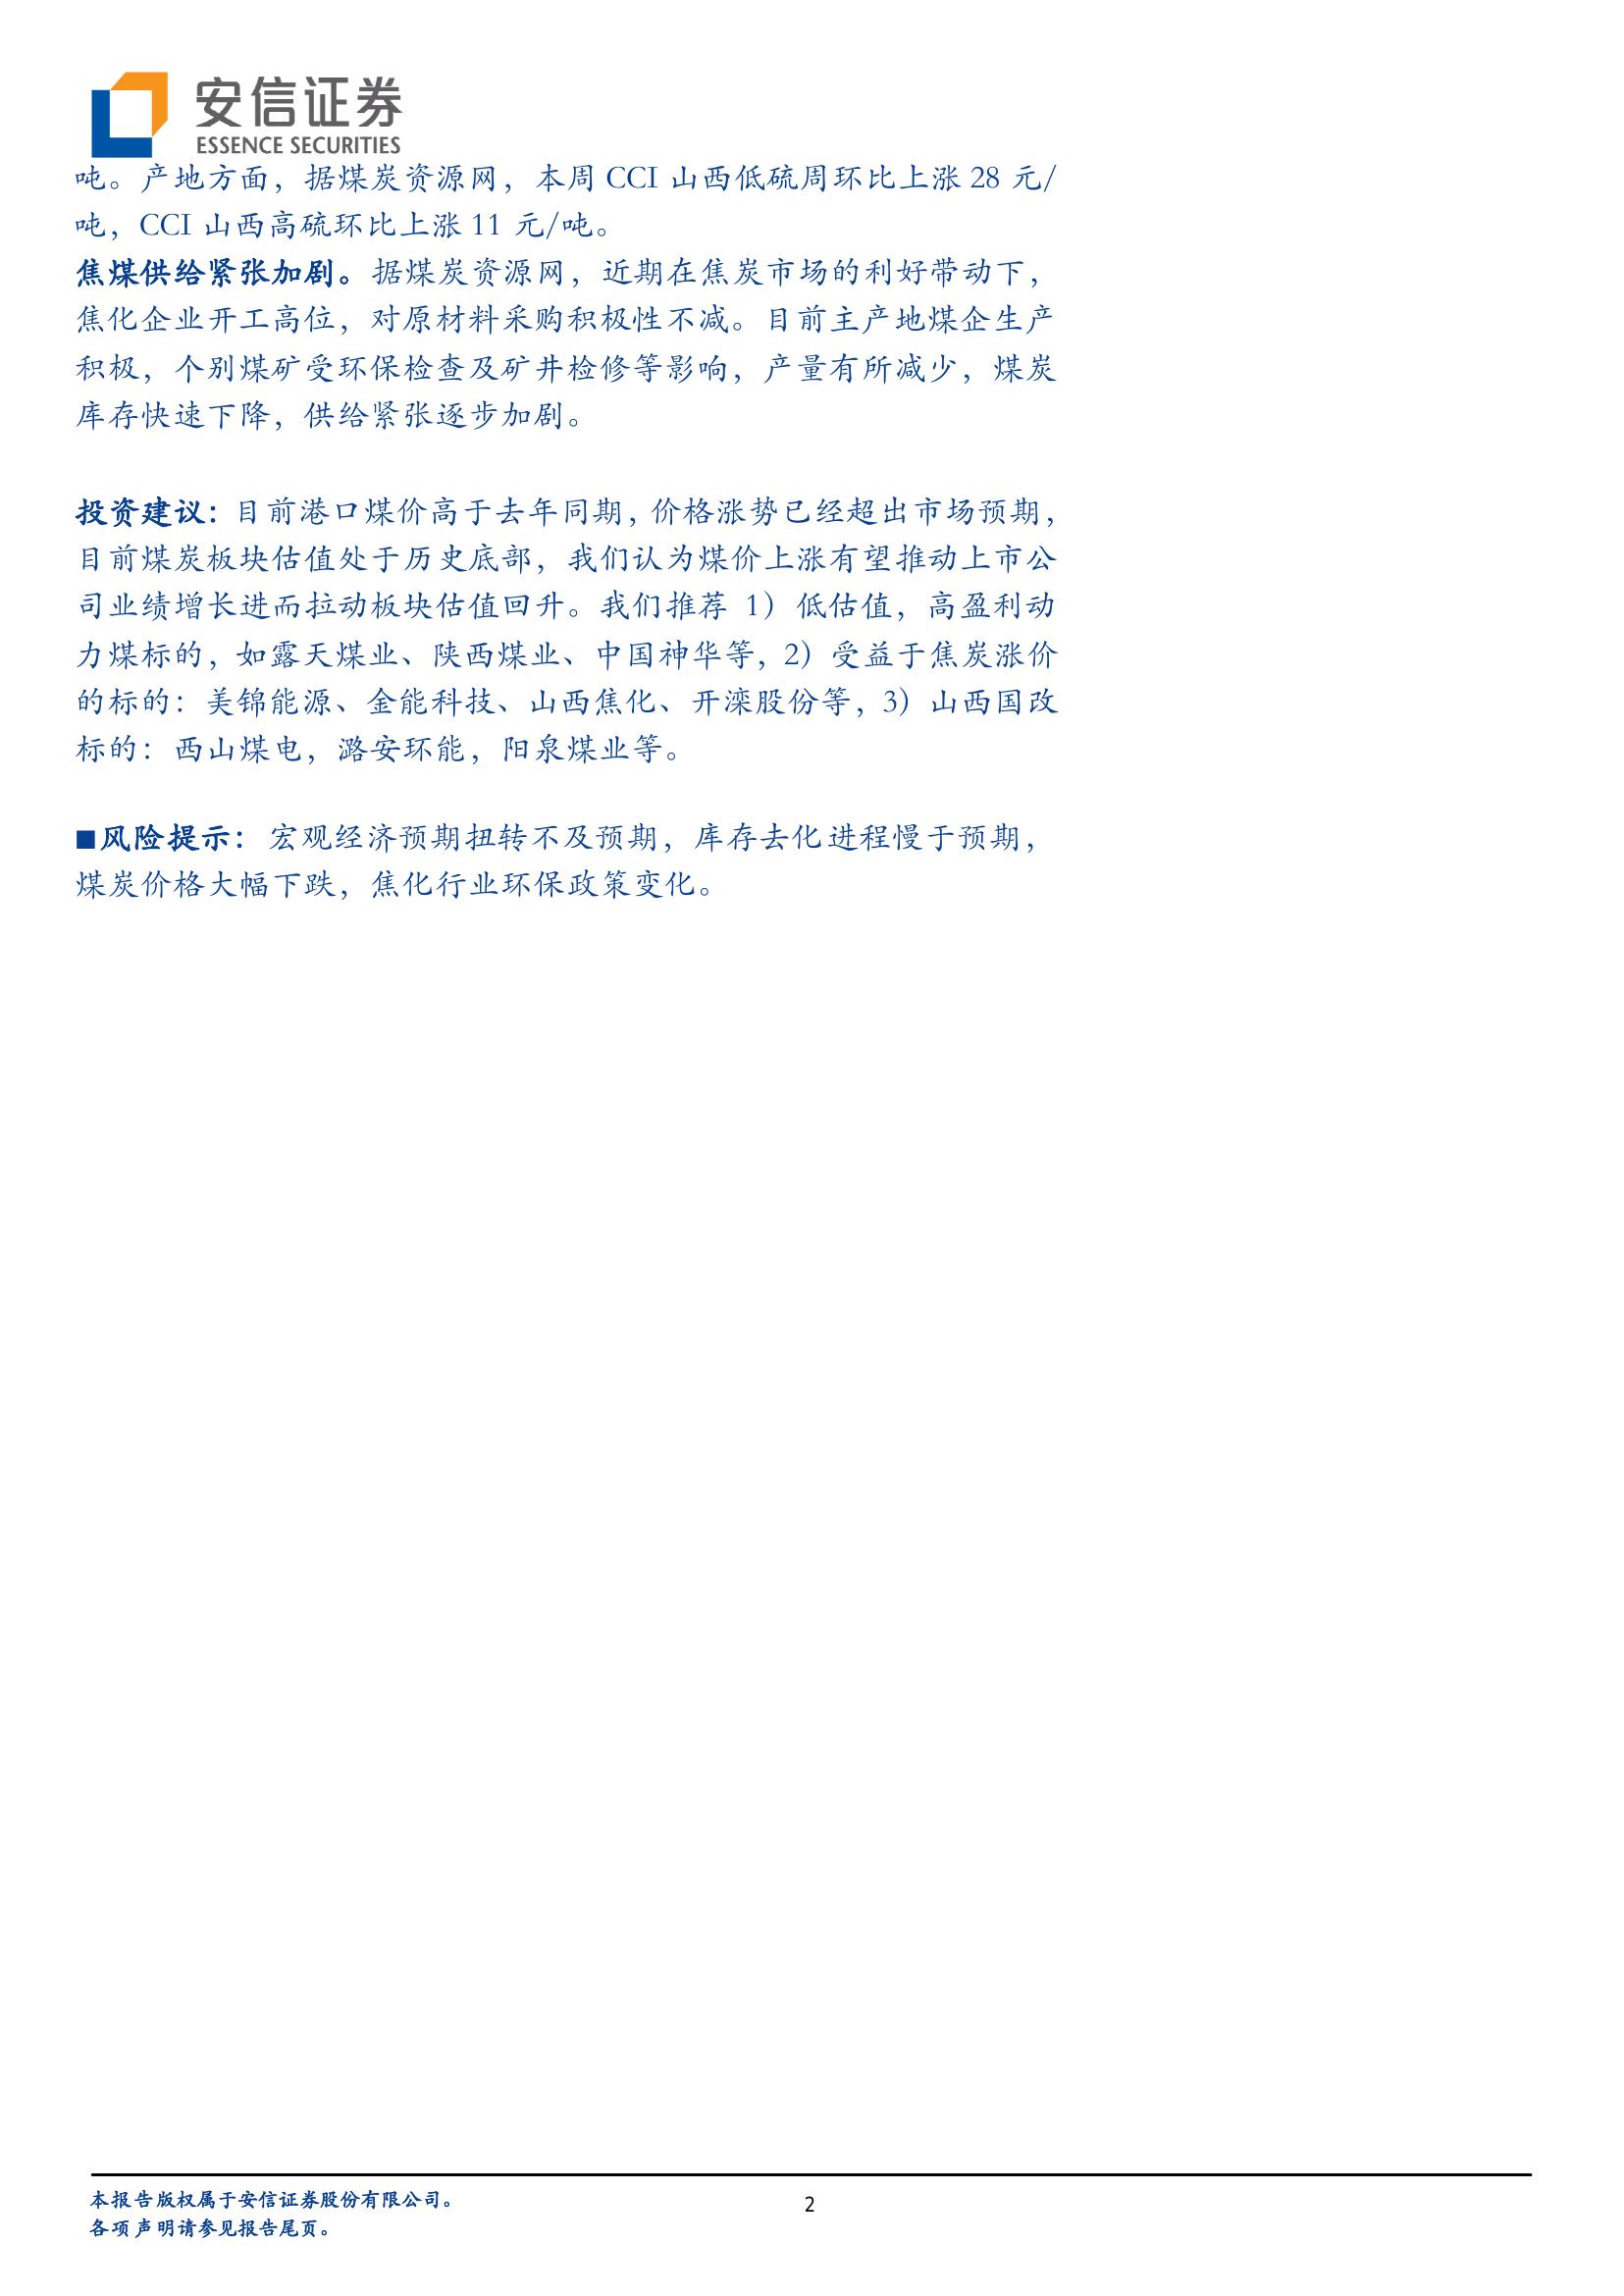 安信证券
ESSENCE SECURITIES
吨。产地方面，据煤炭资源网，本周 CCI 山西低硫周环比上涨 28 元/
吨，CCI 山西高硫环比上涨 11 元/吨。
焦煤供给紧张加剧。据煤炭资源网，近期在焦炭市场的利好带动下，
焦化企业开工高位，对原材料采购积极性不减。目前主产地煤企生产
积极，个别煤矿受环保检查及矿井检修等影响，产量有所减少，煤炭
库存快速下降，供给紧张逐步加剧。
投资建议：目前港口煤价高于去年同期，价格涨势已经超出市场预期，
目前煤炭板块估值处于历史底部，我们认为煤价上涨有望推动上市公
司业绩增长进而拉动板块估值回升。我们推荐 1）低估值，高盈利动
力煤标的，如露天煤业、陕西煤业、中国神华等，2）受益于焦炭涨价
的标的：美锦能源、金能科技、山西焦化、开滦股份等，3）山西国改
标的：西山煤电，潞安环能，阳泉煤业等。
■风险提示：宏观经济预期扭转不及预期，库存去化进程慢于预期，
煤炭价格大幅下跌，焦化行业环保政策变化。
本报告版权属于安信证券股份有限公司。
各项声明请参见报告尾页。
2